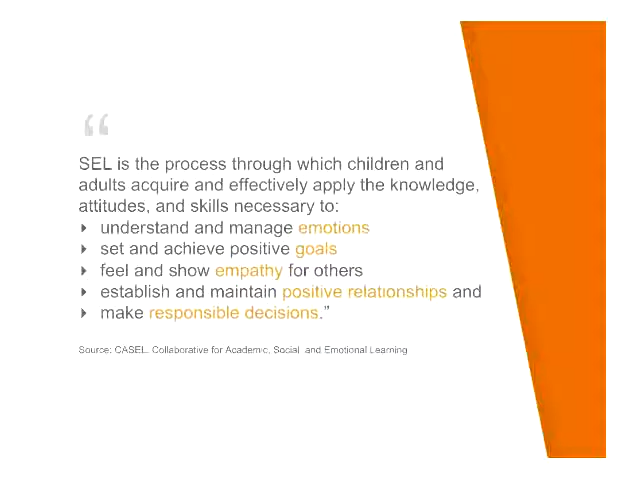 “
SEL is the process through which children and
adults acquire and effectively apply the knowledge,
attitudes, and skills necessary to:
understand and manage emotions
set and achieve positive goals
feel and show empathy for others
establish and maintain positive relationships and
make responsible decisions.”
Source: CASEL. Collaborative for Academic, Social and Emotional Learning